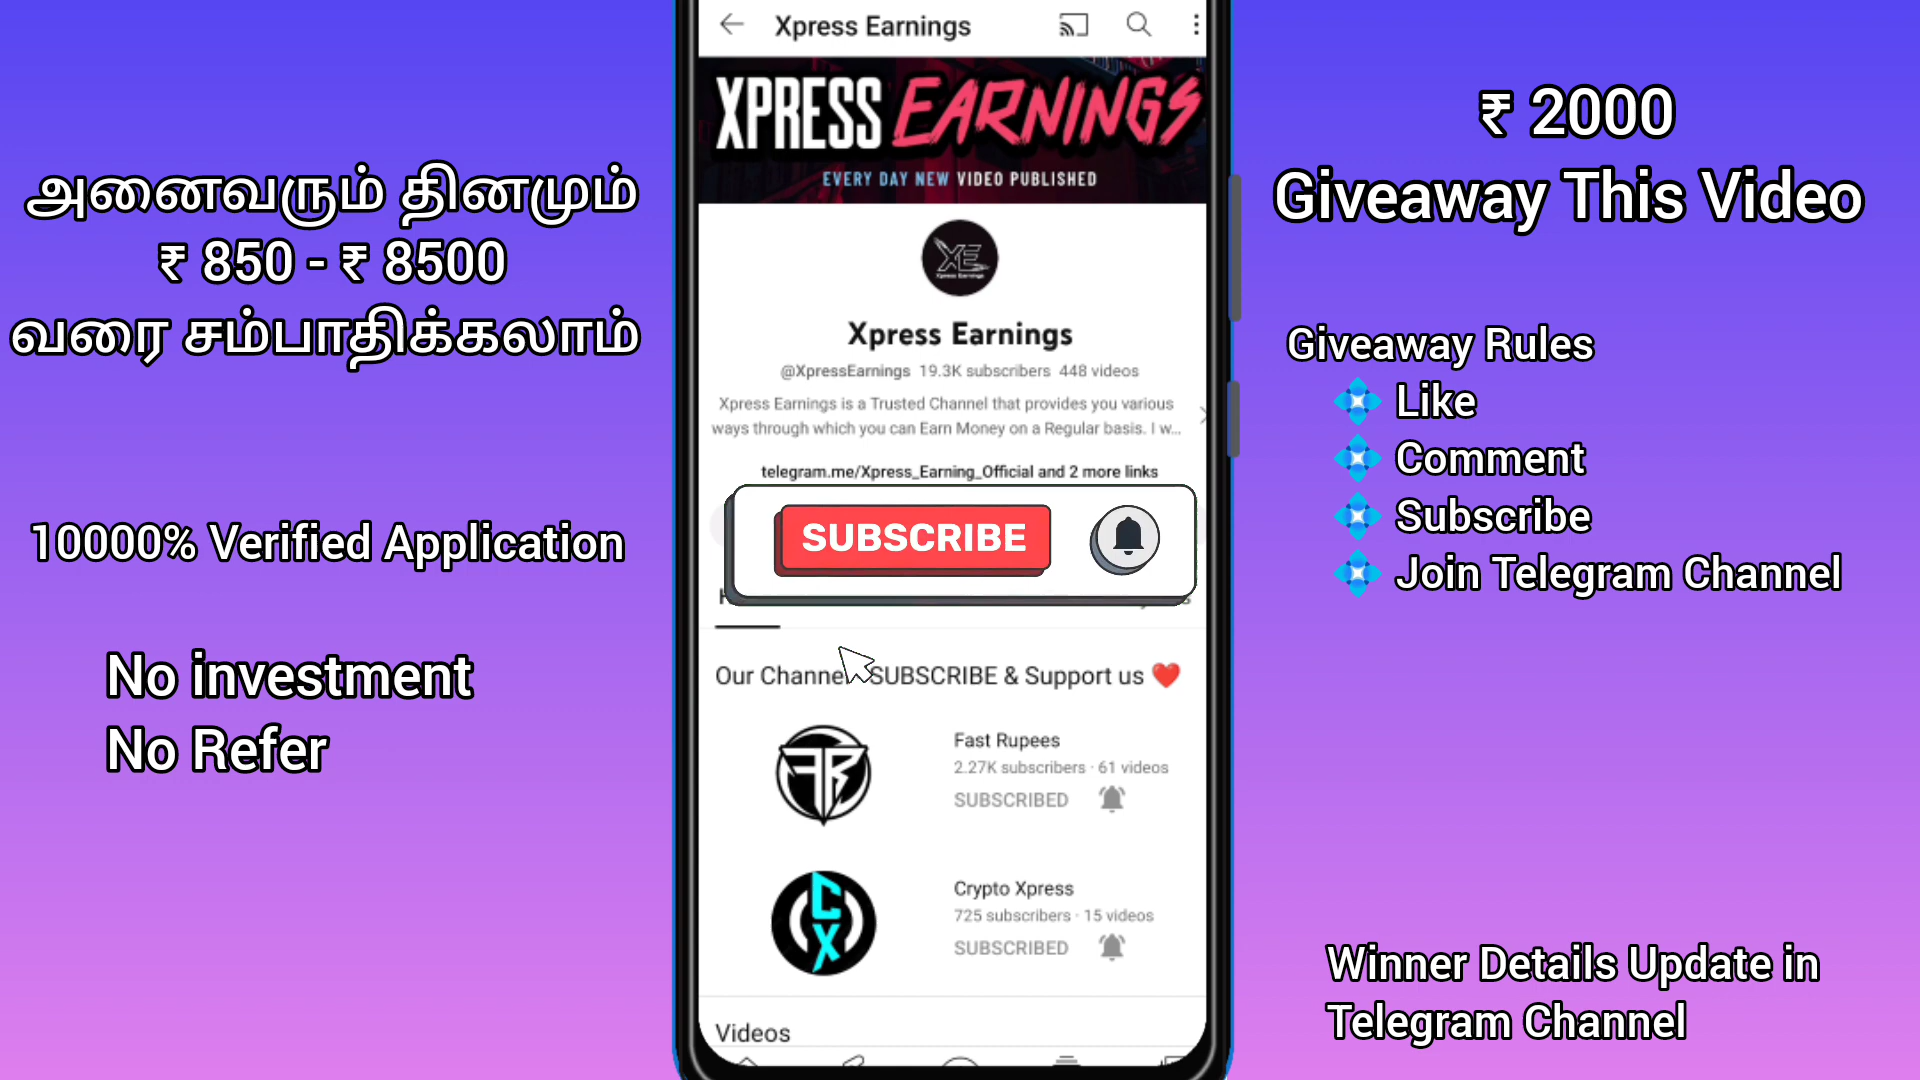 அனைவரும் தினமும்
₹ 850 - ₹ 8500
வரை சம்பாதிக்கலாம்
10000% Verified Application
No investment
No Refer
Xpress Earnings
XPRESS EARNINGS
EVERY DAY NEW VIDEO PUBLISHED
XE
Xpress Earnings
Xpress Earnings
@XpressEarnings 19.3K subscribers 448 videos
Xpress Earnings is a Trusted Channel that provides you various
ways through which you can Earn Money on a Regular basis. I w...
telegram.me/Xpress_Earning_Official and 2 more links
SUBSCRIBE
Our Channel SUBSCRIBE & Support us ❤️
Fast Rupees
2.27K subscribers · 61 videos
SUBSCRIBED
CX
Crypto Xpress
725 subscribers · 15 videos
SUBSCRIBED
Videos
₹ 2000
Giveaway This Video
Giveaway Rules
💠 Like
💠 Comment
💠 Subscribe
💠 Join Telegram Channel
Winner Details Update in
Telegram Channel